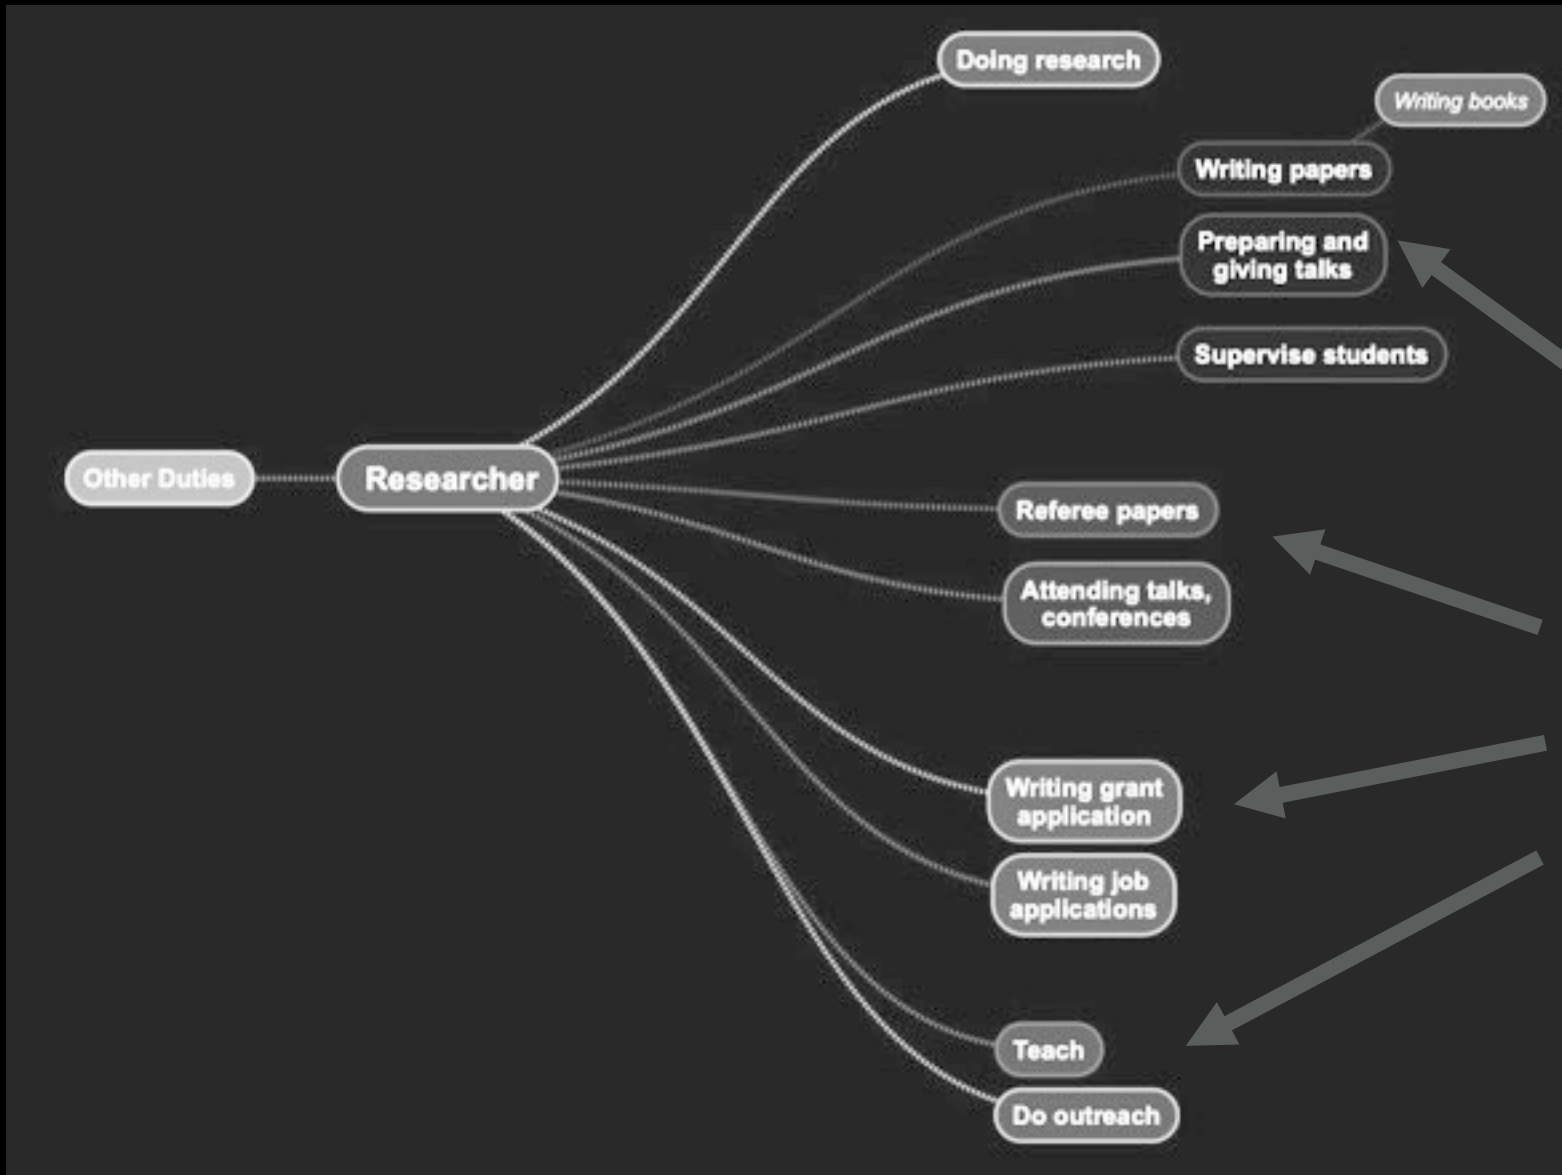 Doing research
Writing books
Writing papers
Preparing and
giving talks
Supervise students
Other Duties
Researcher
Referee papers
Attending talks,
conferences
Writing grant
application
Writing job
applications
Teach
Do outreach